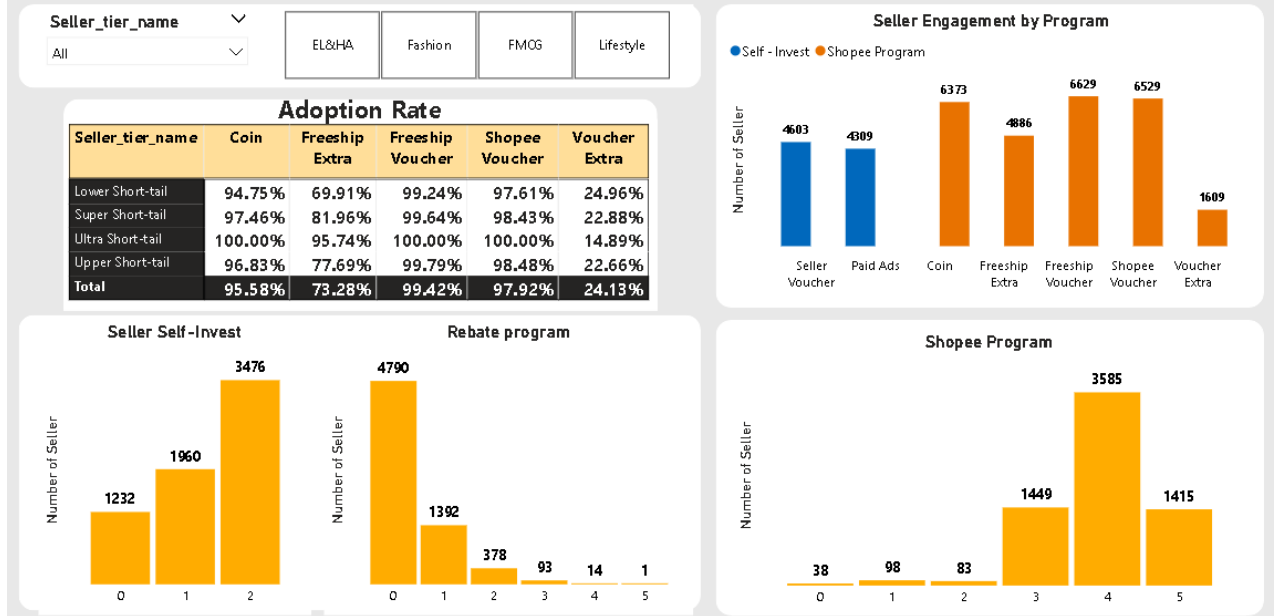 Seller_tier_name
All
EL&HA
Fashion
FMCG
Lifestyle
Adoption Rate
Seller_tier_name Coin Freeship Extra Freeship Voucher Shopee Voucher Voucher Extra
Lower Short-tail 94.75% 69.91% 99.24% 97.61% 24.96%
Super Short-tail 97.46% 81.96% 99.64% 98.43% 22.88%
Ultra Short-tail 100.00% 95.74% 100.00% 100.00% 14.89%
Upper Short-tail 96.83% 77.69% 99.79% 98.48% 22.66%
Total 95.58% 73.28% 99.42% 97.92% 24.13%
Seller Engagement by Program
Self - Invest Shopee Program
Number of Seller
4603
4309
6373
4886
6629
6529
1609
Seller Voucher
Paid Ads
Coin
Freeship Extra
Freeship Voucher
Shopee Voucher
Voucher Extra
Seller Self-Invest
Number of Seller
1232
1960
3476
0 1 2
Rebate program
Number of Seller
4790
1392
378
93
14
1
0 1 2 3 4 5
Shopee Program
Number of Seller
38
98
83
1449
3585
1415
0 1 2 3 4 5